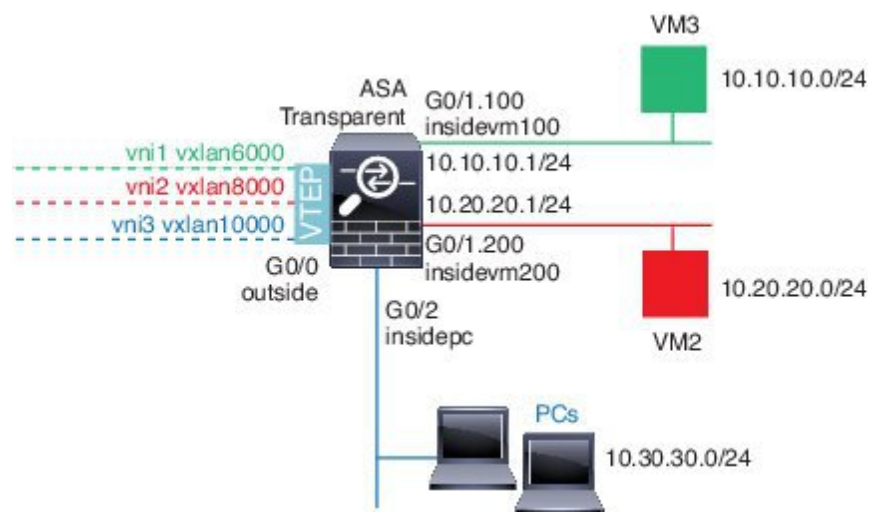 VM3
10.10.10.0/24
ASA
Transparent
G0/1.100
insidevm100
vni1 vxlan6000
vni2 vxlan8000
vni3 vxlan10000
VTEP
10.10.10.1/24
10.20.20.1/24
G0/1.200
insidevm200
G0/0
outside
10.20.20.0/24
VM2
G0/2
insidepc
PCs
10.30.30.0/24